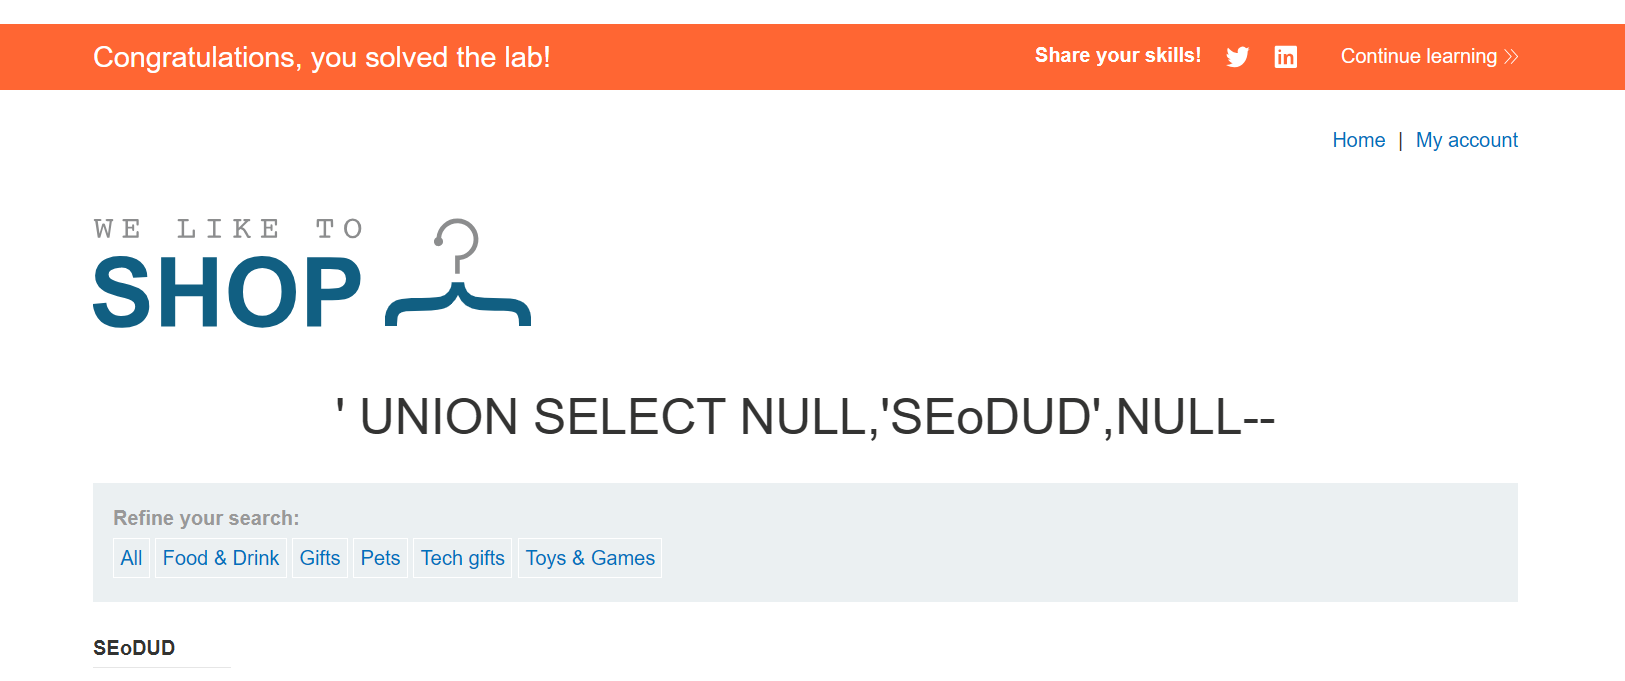 Congratulations, you solved the lab!
Share your skills!
Continue learning
Home | My account
WE LIKE TO
SHOP
' UNION SELECT NULL,'SEoDUD',NULL--
Refine your search:
All Food & Drink Gifts Pets Tech gifts Toys & Games
SEoDUD